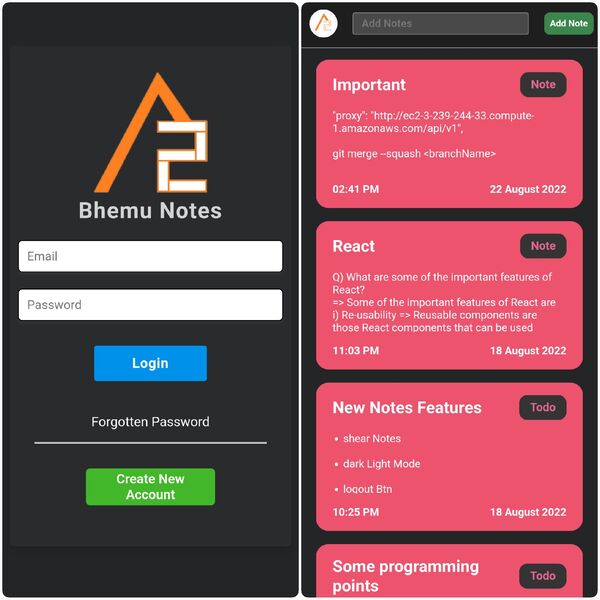 Bhemu Notes
Email
Password
Login
Forgotten Password
Create New
Account
Add Notes
Add Note
Important
Note
"proxy": "http://ec2-3-239-244-33.compute-
1.amazonaws.com/api/v1",
git merge --squash <branchName>
02:41 PM
22 August 2022
React
Note
Q) What are some of the important features of
React?
=> Some of the important features of React are
i) Re-usability => Reusable components are
those React components that can be used
11:03 PM
18 August 2022
New Notes Features
Todo
• shear Notes
• dark Light Mode
• logout Btn
10:25 PM
18 August 2022
Some programming
points
Todo